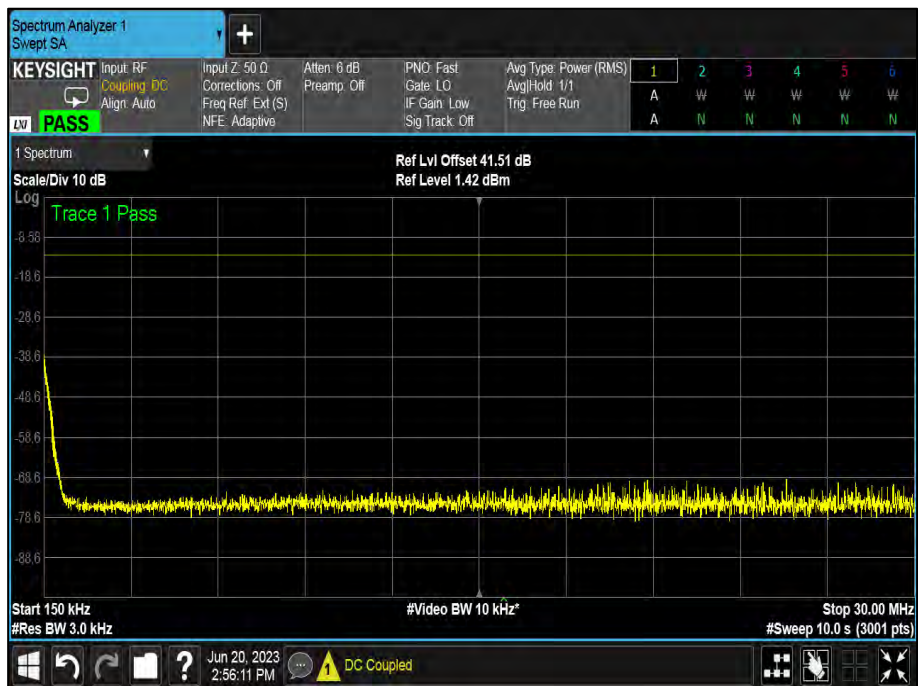 Spectrum Analyzer 1
Swept SA
+
KEYSIGHT
Input: RF
Coupling: DC
Align: Auto
Input Z: 50 Ω
Corrections: Off
Freq Ref: Ext (S)
NFE: Adaptive
Atten: 6 dB
Preamp: Off
PNO: Fast
Gate: LO
IF Gain: Low
Sig Track: Off
Avg Type: Power (RMS)
Avg|Hold: 1/1
Trig: Free Run
1 2 3 4 5 6
A W W W W W
A N N N N N
LXI PASS
1 Spectrum
Scale/Div 10 dB
Ref Lvl Offset 41.51 dB
Ref Level 1.42 dBm
Log
Trace 1 Pass
-8.58
-18.6
-28.6
-38.6
-48.6
-58.6
-68.6
-78.6
-88.6
Start 150 kHz
#Video BW 10 kHz*
Stop 30.00 MHz
#Res BW 3.0 kHz
#Sweep 10.0 s (3001 pts)
?
Jun 20, 2023
2:56:11 PM
1
DC Coupled